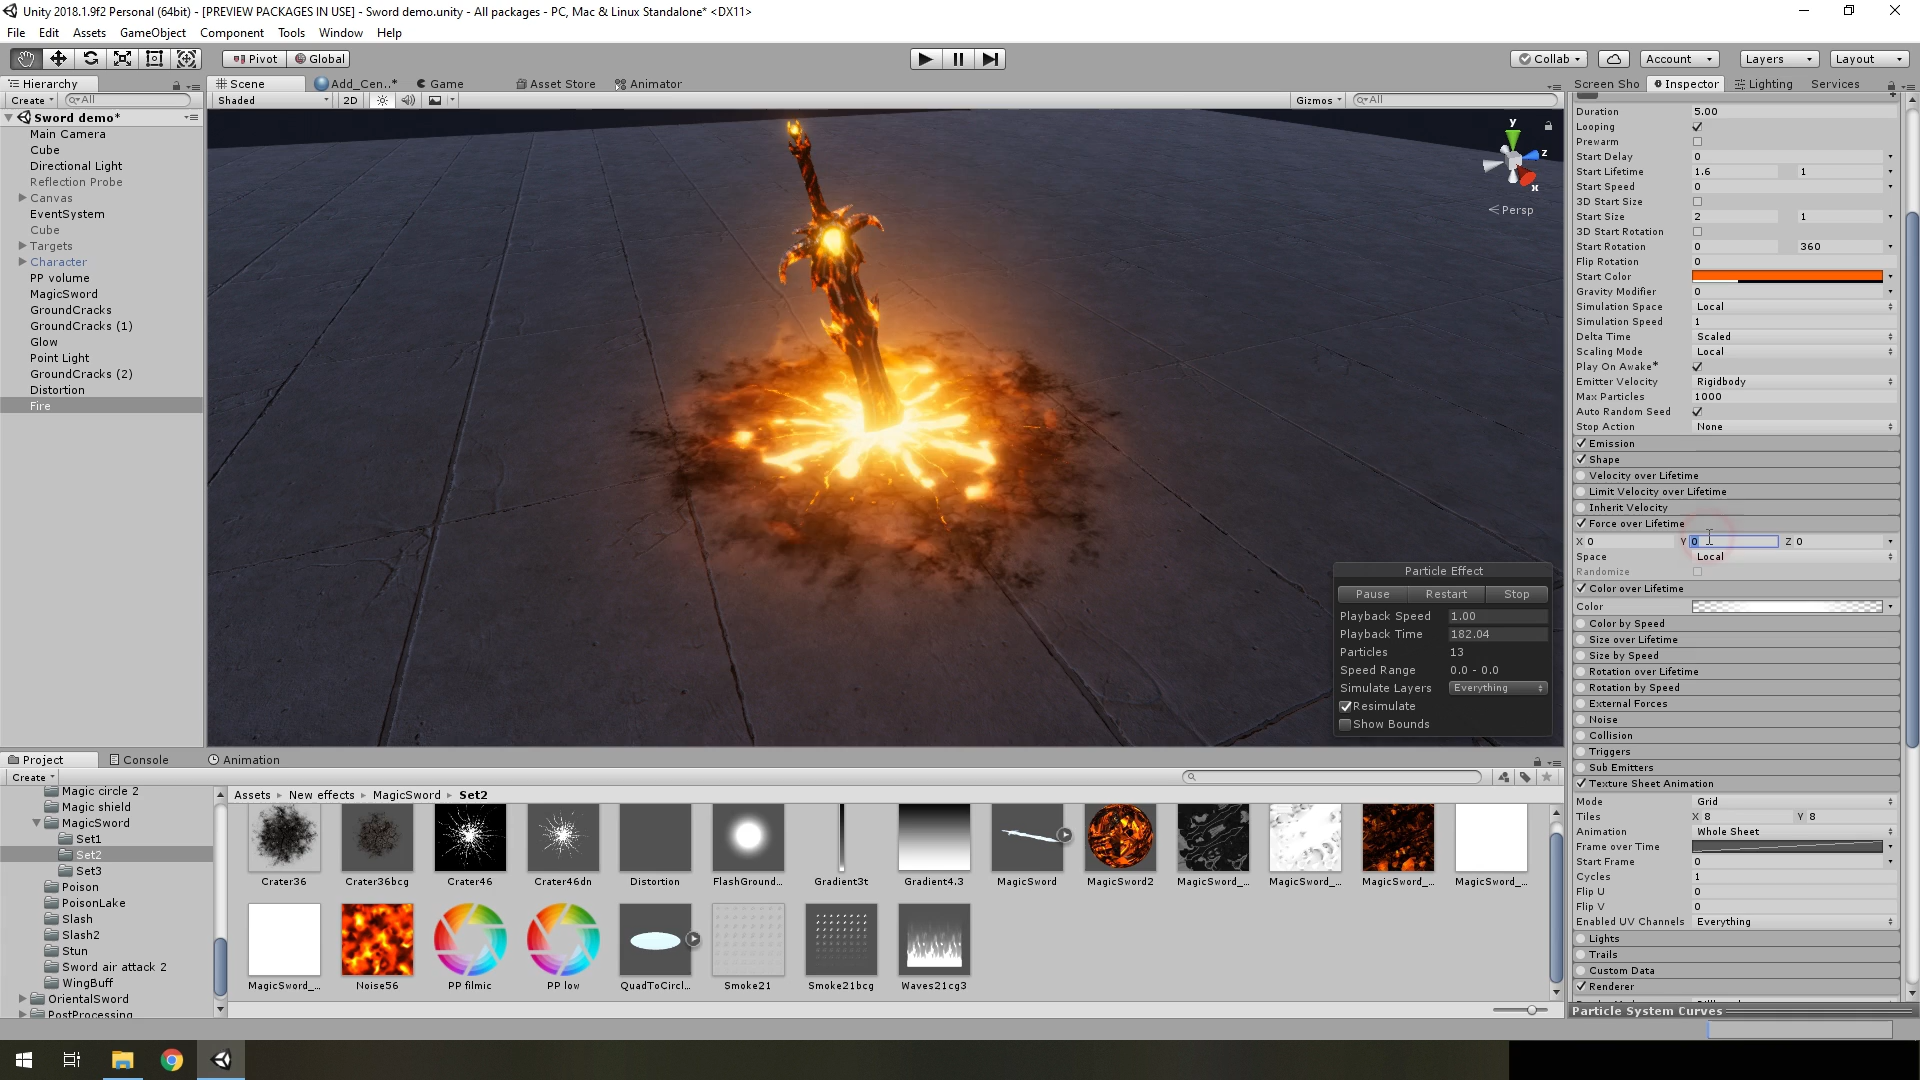 Unity 2018.1.9f2 Personal (64bit) - [PREVIEW PACKAGES IN USE] - Sword demo.unity - All packages - PC, Mac & Linux Standalone* <DX11>
File Edit Assets GameObject Component Tools Window Help
Pivot Global Collab Account Layers Layout
Hierarchy Scene Add_Cen..* Game Asset Store Animator Screen Sho Inspector Lighting Services
Create All Shaded 2D Gizmos All
Sword demo*
Main Camera
Cube
Directional Light
Reflection Probe
Canvas
EventSystem
Cube
Targets
Character
PP volume
MagicSword
GroundCracks
GroundCracks (1)
Glow
Point Light
GroundCracks (2)
Distortion
Fire
y
z
x
Persp
Particle Effect
Pause Restart Stop
Playback Speed 1.00
Playback Time 182.04
Particles 13
Speed Range 0.0 - 0.0
Simulate Layers Everything
Resimulate
Show Bounds
Duration 5.00
Looping
Prewarm
Start Delay 0
Start Lifetime 1.6 1
Start Speed 0
3D Start Size
Start Size 2 1
3D Start Rotation
Start Rotation 0 360
Flip Rotation 0
Start Color
Gravity Modifier 0
Simulation Space Local
Simulation Speed 1
Delta Time Scaled
Scaling Mode Local
Play On Awake*
Emitter Velocity Rigidbody
Max Particles 1000
Auto Random Seed
Stop Action None
Emission
Shape
Velocity over Lifetime
Limit Velocity over Lifetime
Inherit Velocity
Force over Lifetime
X 0 Y 0 Z 0
Space Local
Randomize
Color over Lifetime
Color
Color by Speed
Size over Lifetime
Size by Speed
Rotation over Lifetime
Rotation by Speed
External Forces
Noise
Collision
Triggers
Sub Emitters
Texture Sheet Animation
Mode Grid
Tiles X 8 Y 8
Animation Whole Sheet
Frame over Time
Start Frame 0
Cycles 1
Flip U 0
Flip V 0
Enabled UV Channels Everything
Lights
Trails
Custom Data
Renderer
Particle System Curves
Project Console Animation
Create
Magic circle 2
Magic shield
MagicSword
Set1
Set2
Set3
Poison
PoisonLake
Slash
Slash2
Stun
Sword air attack 2
WingBuff
OrientalSword
PostProcessing
Assets New effects MagicSword Set2
Crater36 Crater36bcg Crater46 Crater46dn Distortion FlashGround... Gradient3t Gradient4.3 MagicSword MagicSword2 MagicSword_... MagicSword_... MagicSword_... MagicSword_...
MagicSword_... Noise56 PP filmic PP low QuadToCircl... Smoke21 Smoke21bcg Waves21cg3